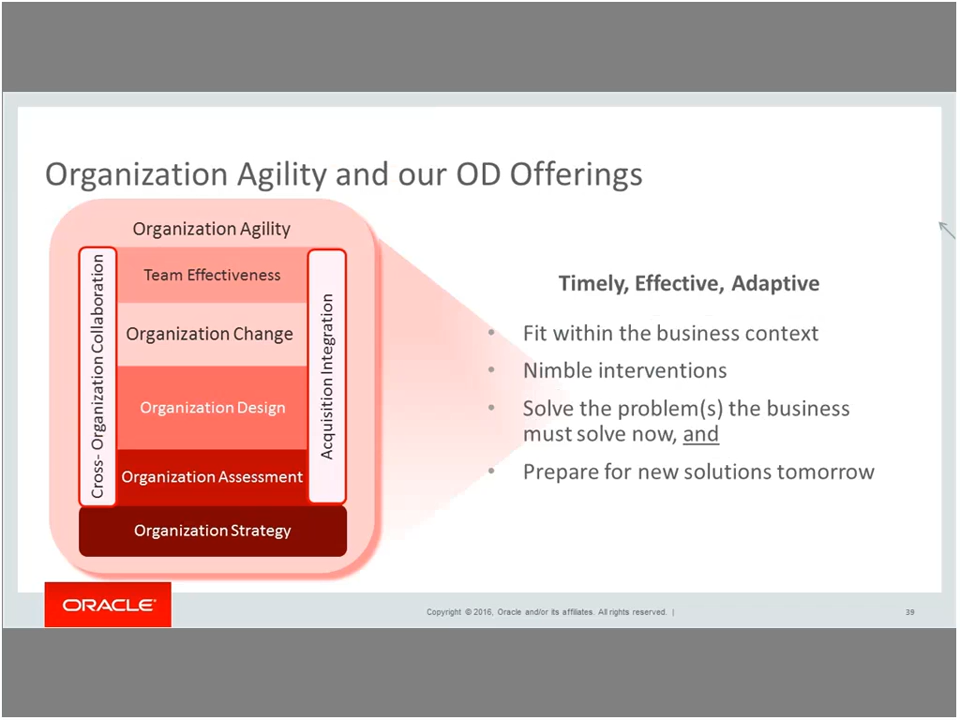 Organization Agility and our OD Offerings
Organization Agility
Cross- Organization Collaboration
Team Effectiveness
Organization Change
Organization Design
Organization Assessment
Acquisition Integration
Organization Strategy
Timely, Effective, Adaptive
• Fit within the business context
• Nimble interventions
• Solve the problem(s) the business
must solve now, and
• Prepare for new solutions tomorrow
ORACLE®
Copyright © 2016, Oracle and/or its affiliates. All rights reserved. |
39